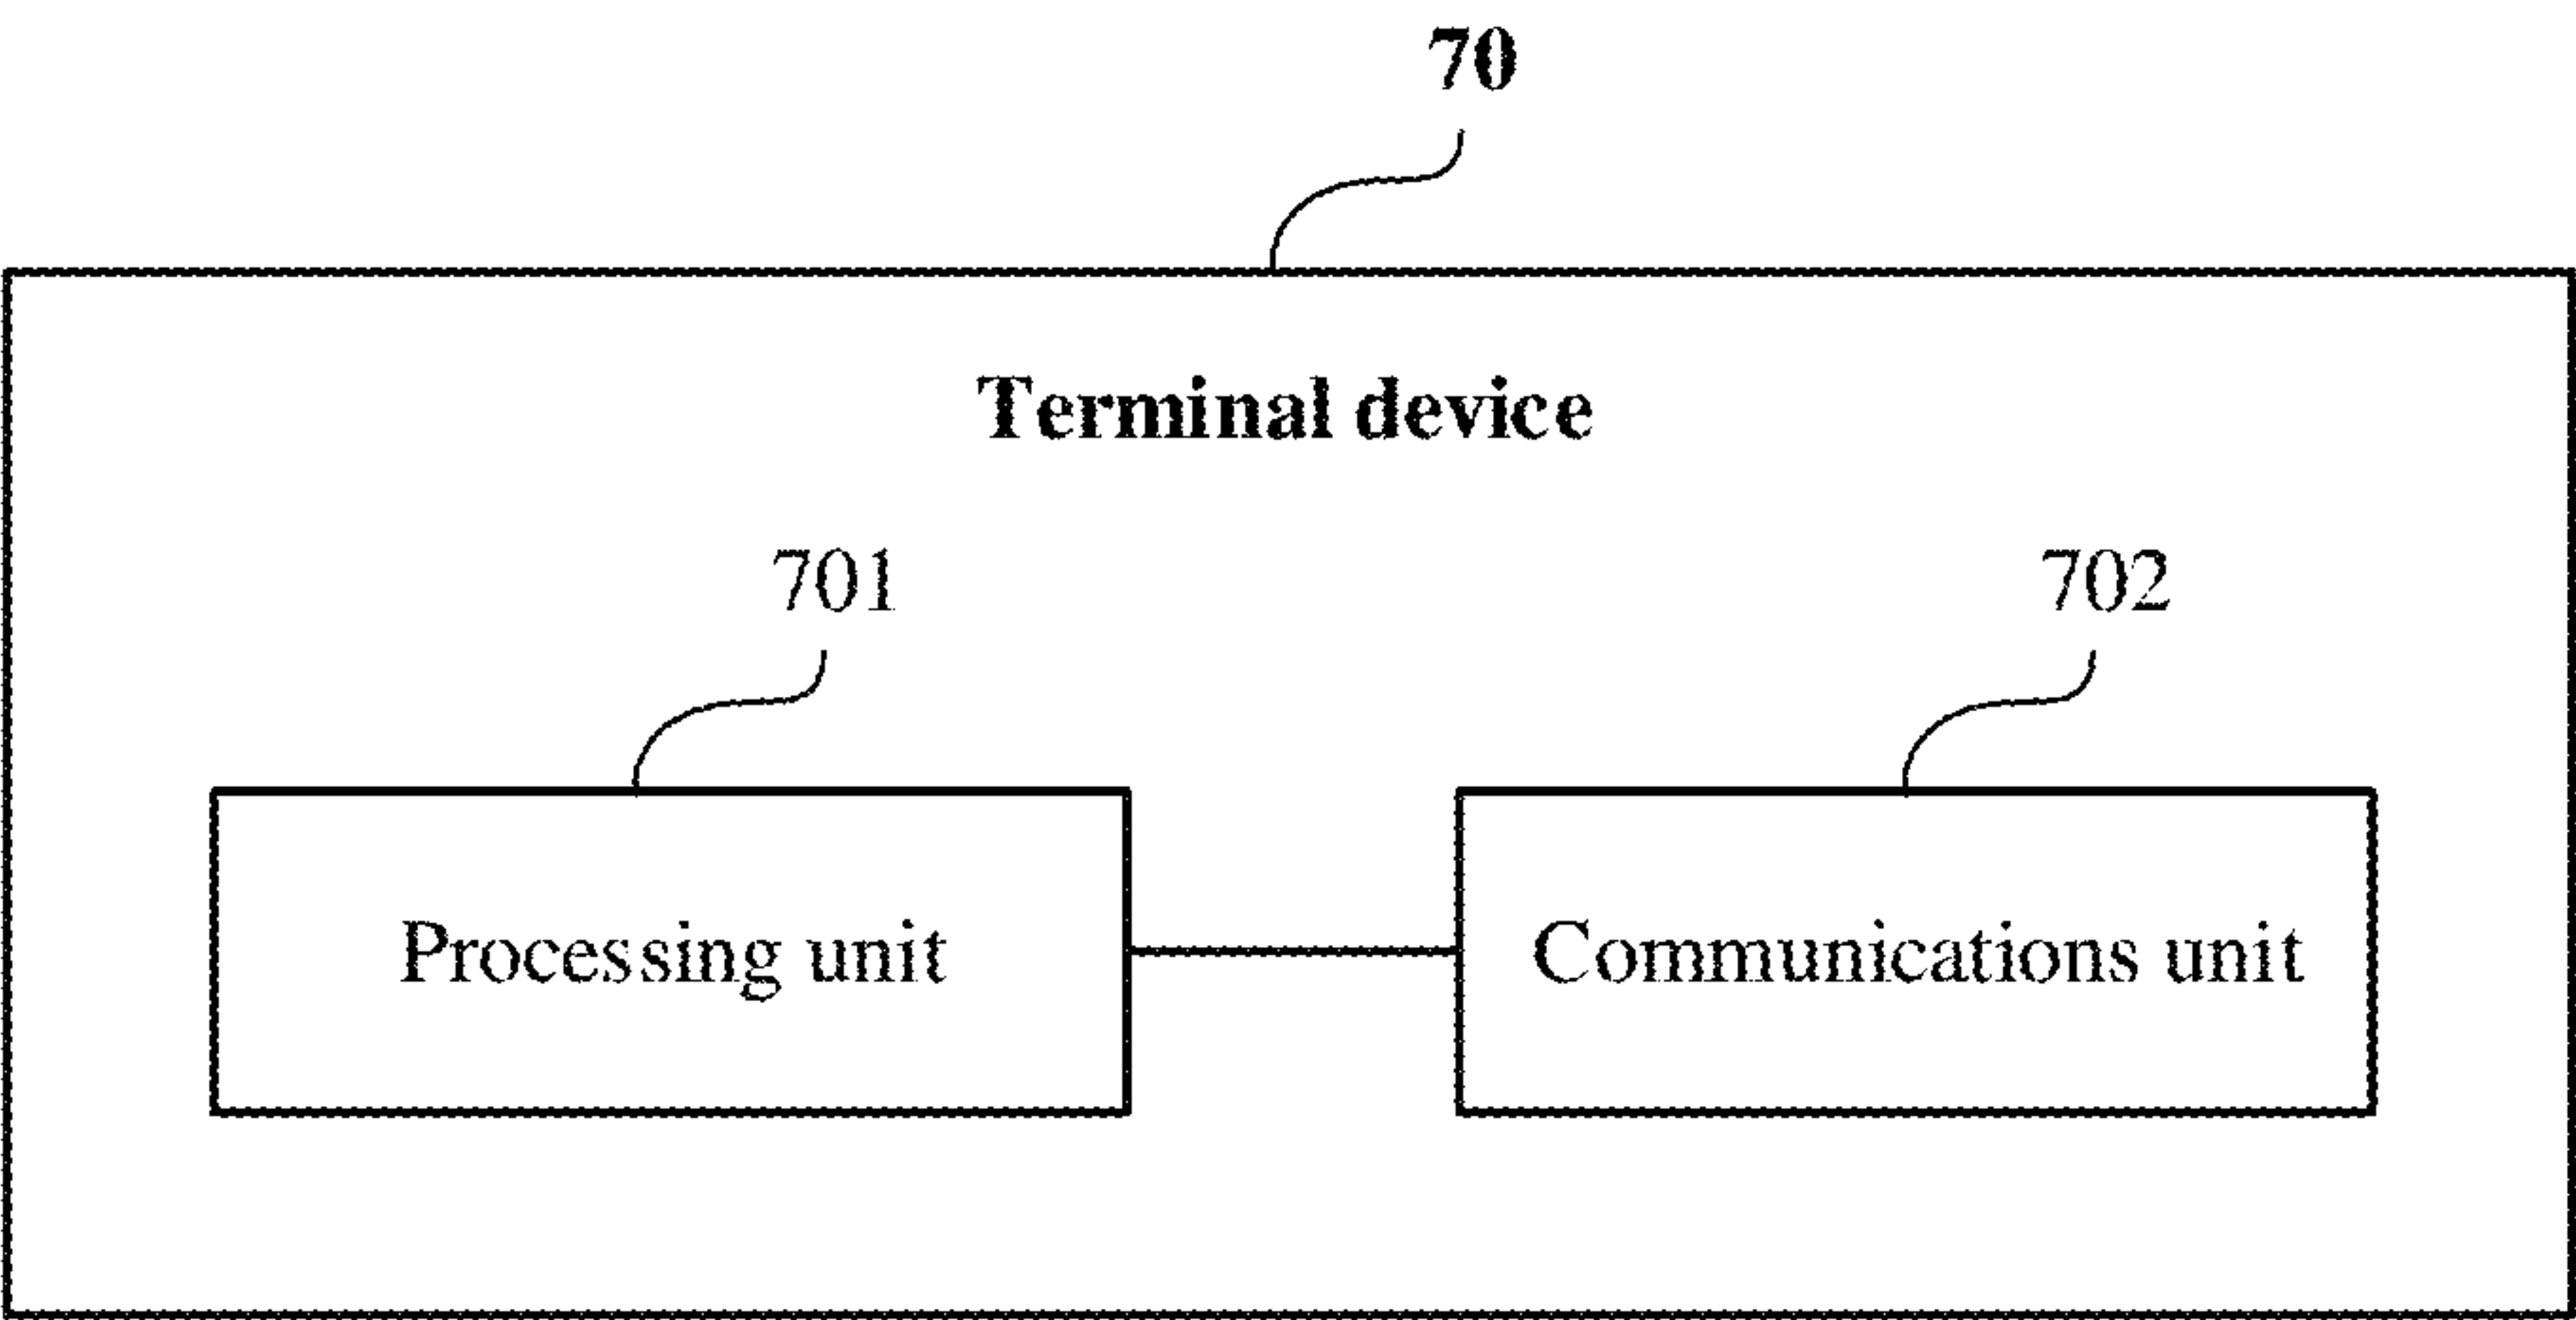 70
Terminal device
701
702
Processing unit
Communications unit